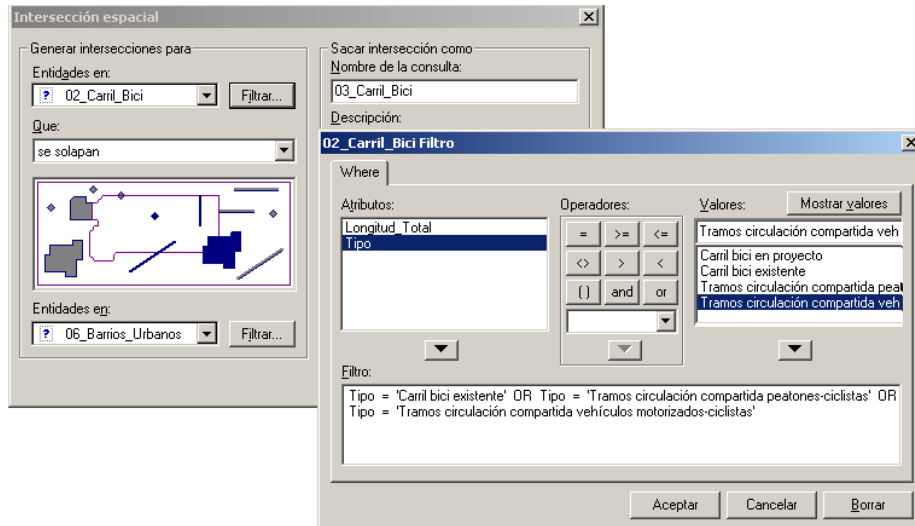 Intersección espacial
Generar intersecciones para
Entidades en:
02_Carril_Bici
Filtrar...
Que:
se solapan
Entidades en:
06_Barrios_Urbanos
Filtrar...
Sacar intersección como
Nombre de la consulta:
03_Carril_Bici
Descripción:
02_Carril_Bici Filtro
Where
Atributos:
Longitud_Total
Tipo
Operadores:
= >= <=
<> > <
() and or
Valores:
Mostrar valores
Tramos circulación compartida veh
Carril bici en proyecto
Carril bici existente
Tramos circulación compartida peat
Tramos circulación compartida veh
Filtro:
Tipo = 'Carril bici existente' OR Tipo = 'Tramos circulación compartida peatones-ciclistas' OR
Tipo = 'Tramos circulación compartida vehículos motorizados-ciclistas'
Aceptar
Cancelar
Borrar